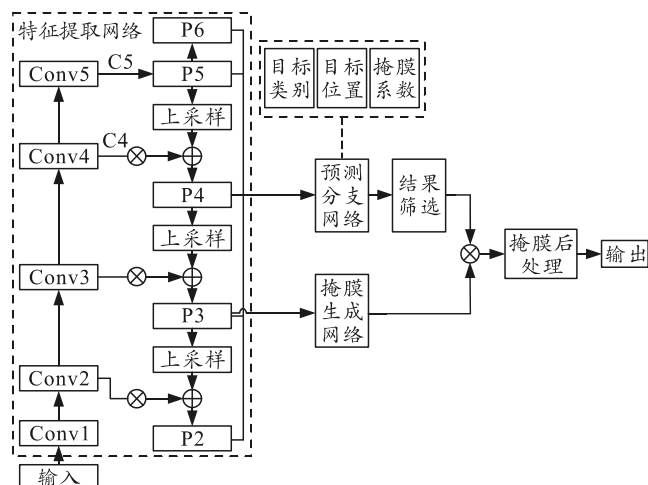 特征提取网络
P6
C5
Conv5
P5
上采样
C4
Conv4
P4
上采样
Conv3
P3
上采样
Conv2
P2
Conv1
输入
目标
类别
目标
位置
掩膜
系数
预测
分支
网络
结果
筛选
掩膜
生成
网络
掩膜后
处理
输出